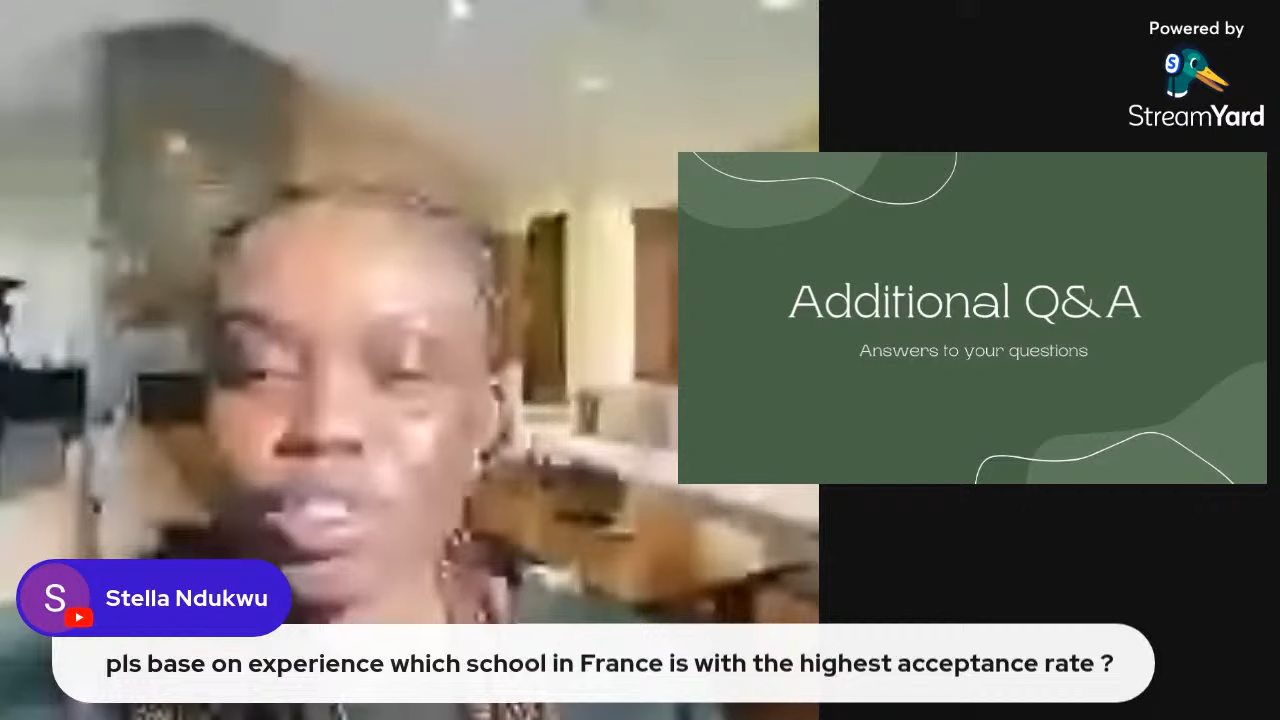 Powered by
S
StreamYard
Additional Q&A
Answers to your questions
S
Stella Ndukwu
pls base on experience which school in France is with the highest acceptance rate ?